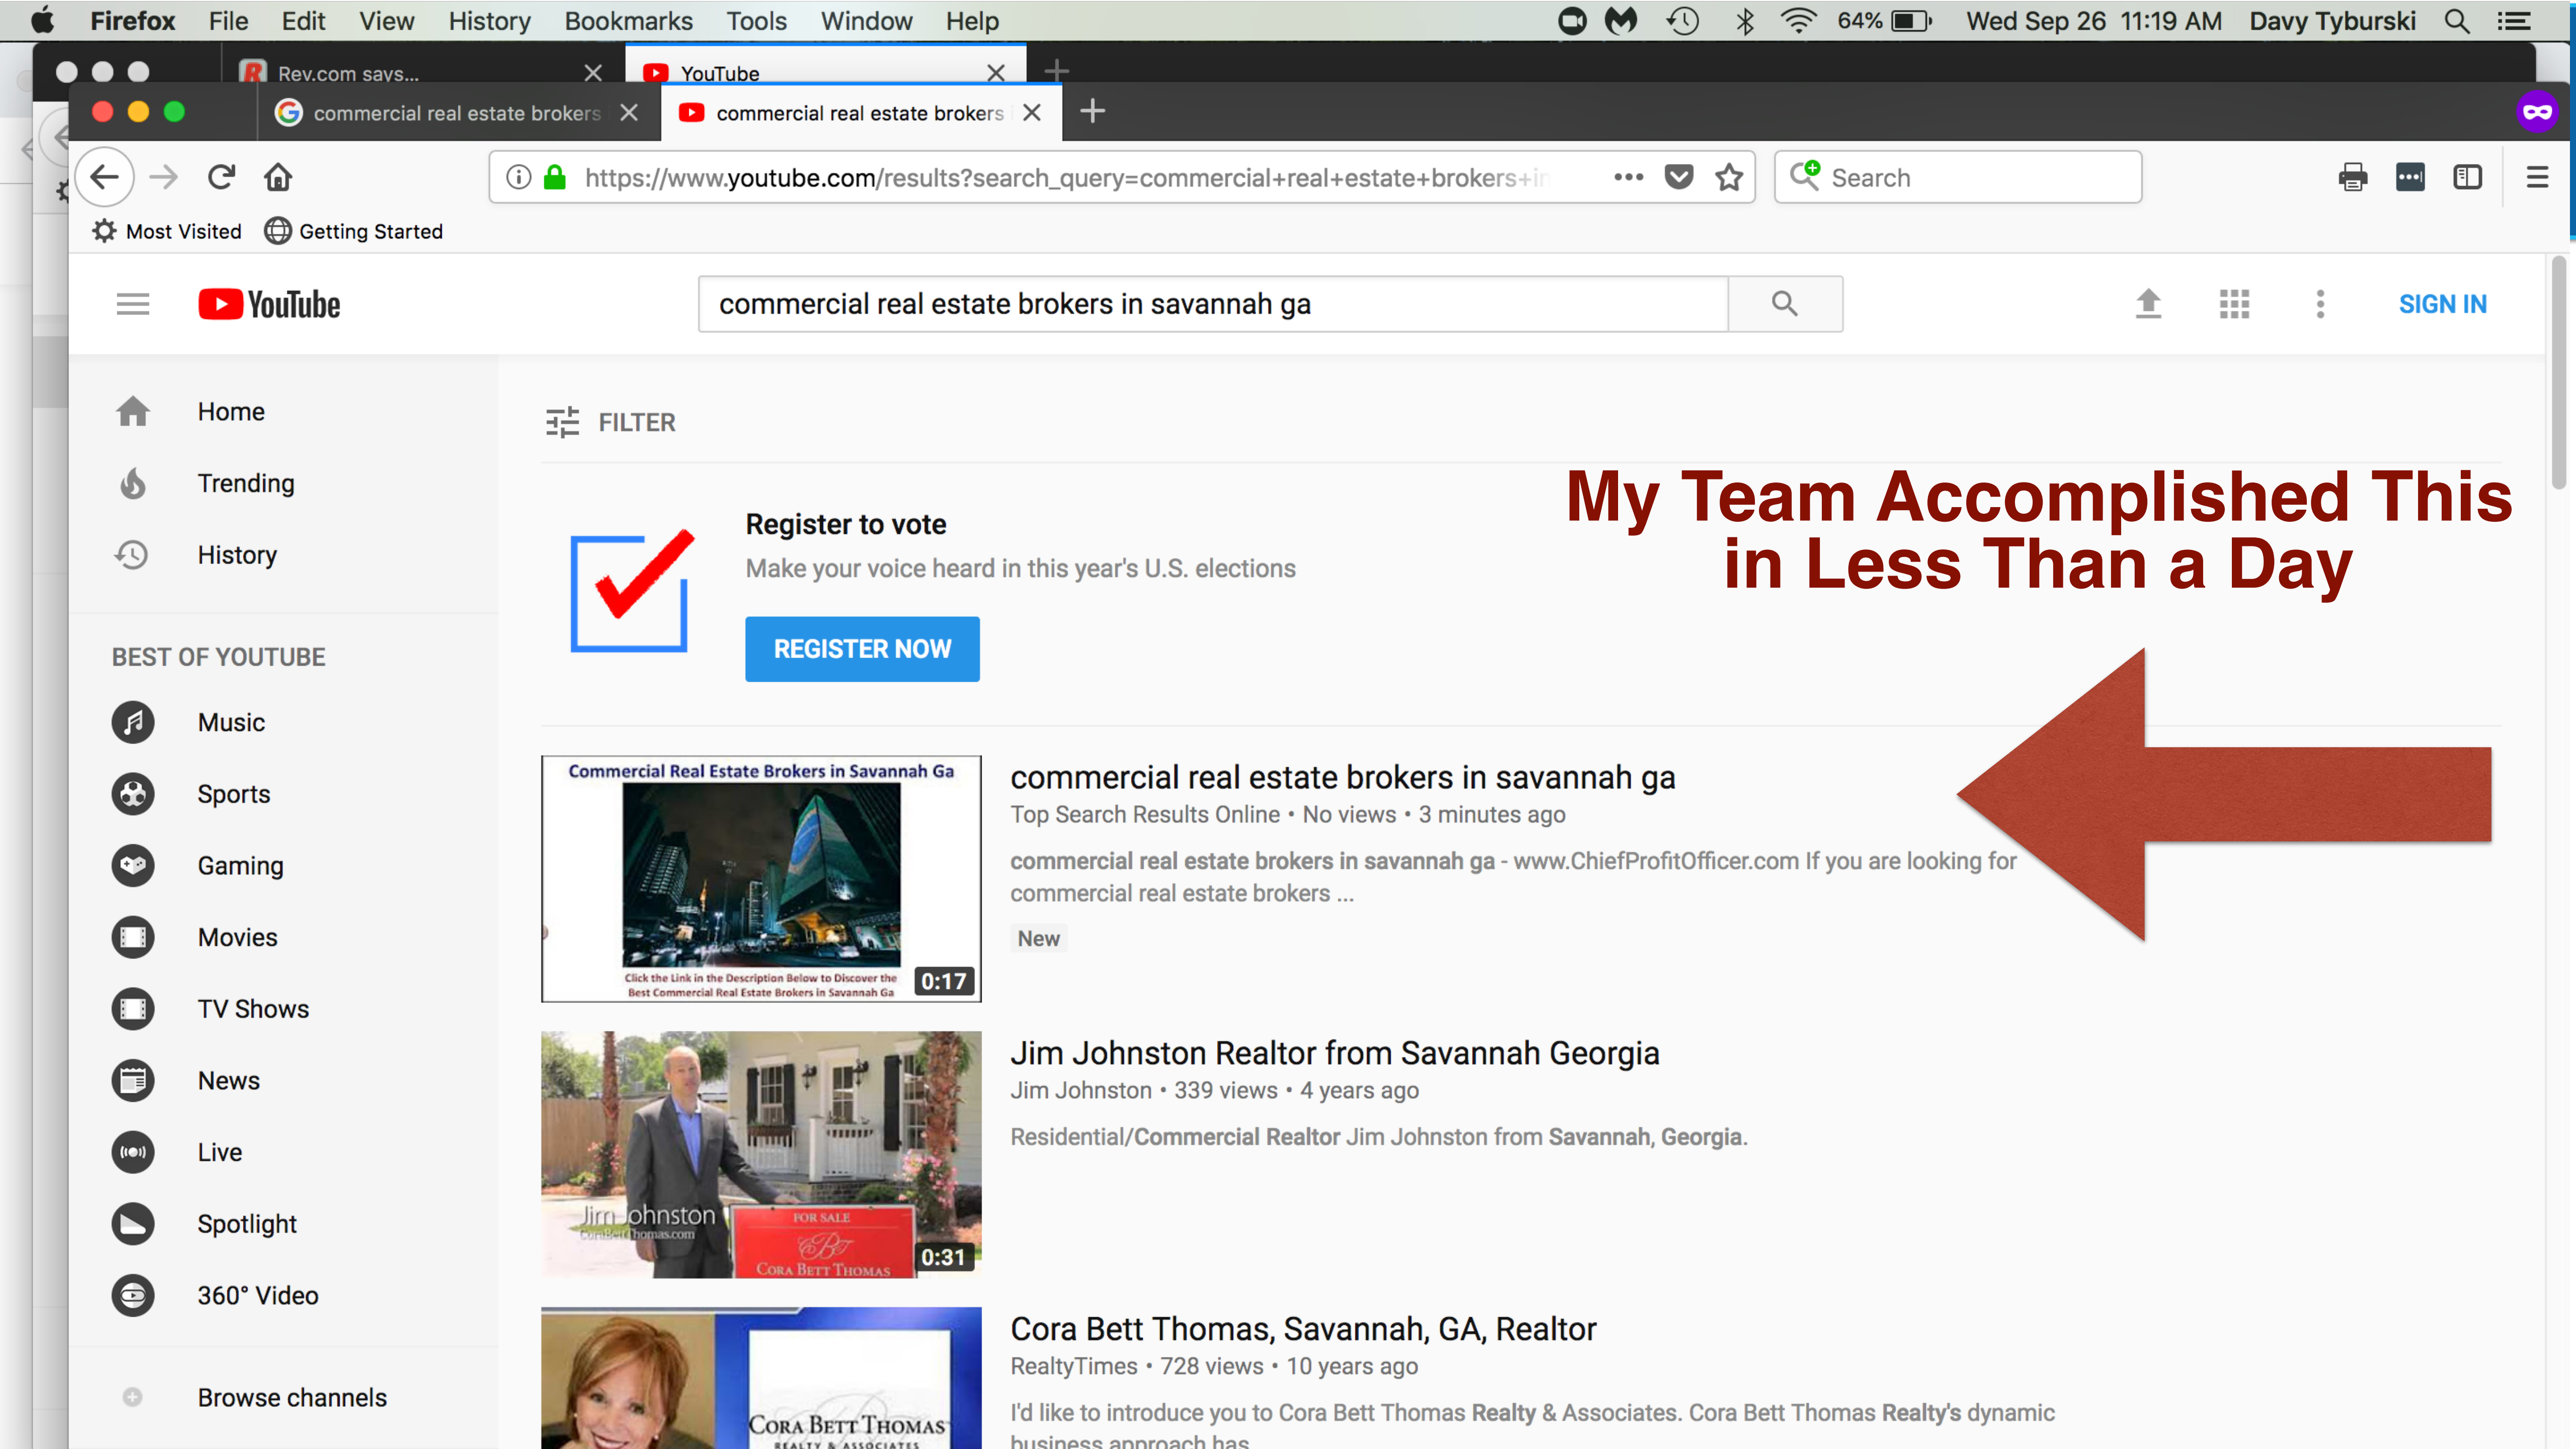 Firefox File Edit View History Bookmarks Tools Window Help 64% Wed Sep 26 11:19 AM Davy Tyburski
Rev.com says... YouTube
commercial real estate brokers commercial real estate brokers
https://www.youtube.com/results?search_query=commercial+real+estate+brokers+in Search
Most Visited Getting Started
YouTube commercial real estate brokers in savannah ga SIGN IN
Home
Trending
History
BEST OF YOUTUBE
Music
Sports
Gaming
Movies
TV Shows
News
Live
Spotlight
360° Video
Browse channels
FILTER
My Team Accomplished This
in Less Than a Day
Register to vote
Make your voice heard in this year's U.S. elections
REGISTER NOW
Commercial Real Estate Brokers in Savannah Ga
Click the Link in the Description Below to Discover the
Best Commercial Real Estate Brokers in Savannah Ga
0:17
commercial real estate brokers in savannah ga
Top Search Results Online • No views • 3 minutes ago
commercial real estate brokers in savannah ga - www.ChiefProfitOfficer.com If you are looking for
commercial real estate brokers ...
New
Jim Johnston
CoraBettThomas.com
FOR SALE
CBT
CORA BETT THOMAS
0:31
Jim Johnston Realtor from Savannah Georgia
Jim Johnston • 339 views • 4 years ago
Residential/Commercial Realtor Jim Johnston from Savannah, Georgia.
CORA BETT THOMAS
REALTY & ASSOCIATES
Cora Bett Thomas, Savannah, GA, Realtor
RealtyTimes • 728 views • 10 years ago
I'd like to introduce you to Cora Bett Thomas Realty & Associates. Cora Bett Thomas Realty's dynamic
business approach has